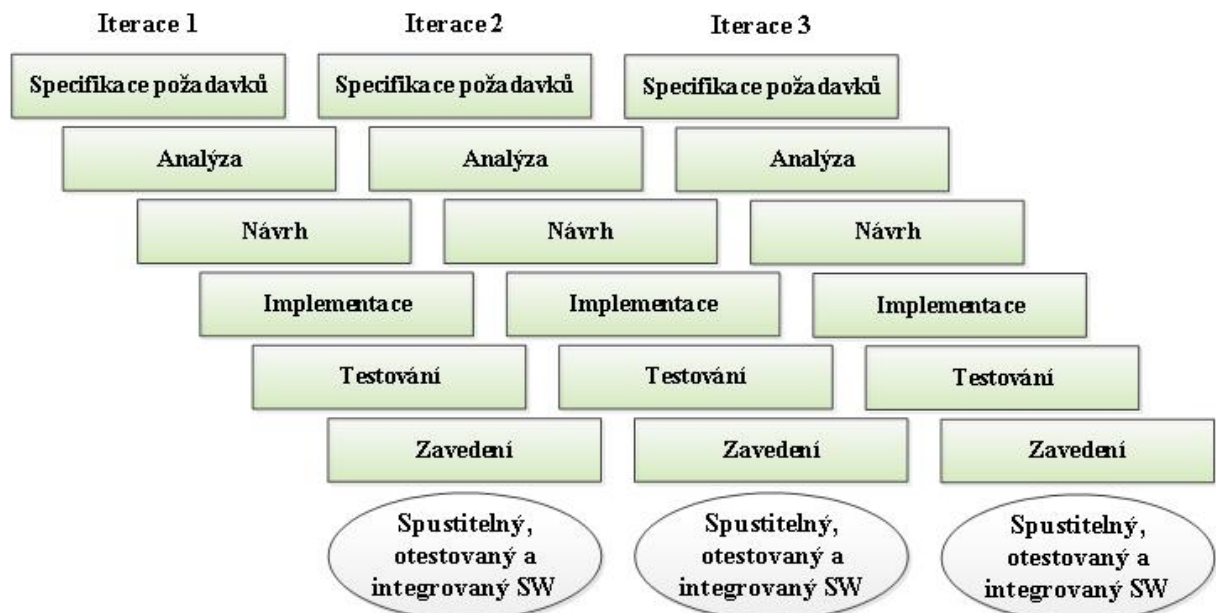 Iterace 1 Iterace 2 Iterace 3
Specifikace požadavků Specifikace požadavků Specifikace požadavků
Analýza Analýza Analýza
Návrh Návrh Návrh
Implementace Implementace Implementace
Testování Testování Testování
Zavedení Zavedení Zavedení
Spustitelný, Spustitelný, Spustitelný,
otestovaný a otestovaný a otestovaný a
integrovaný SW integrovaný SW integrovaný SW